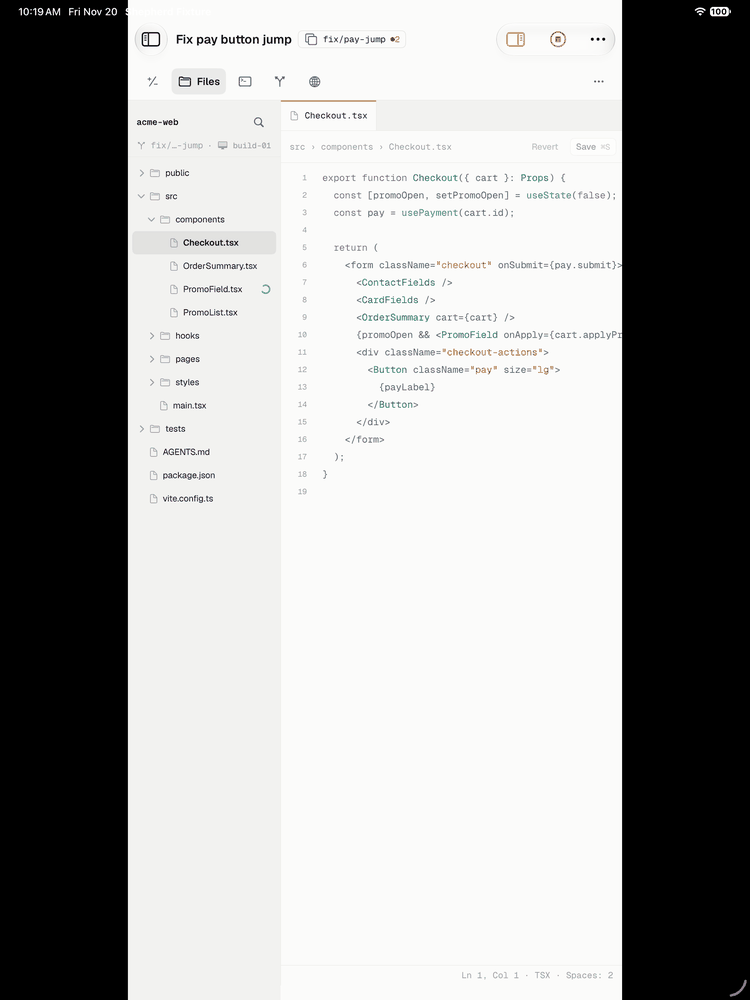 10:19 AM Fri Nov 20
100
Fix pay button jump
fix/pay-jump 2
Files
acme-web
fix/…-jump · build-01
public
src
components
Checkout.tsx
OrderSummary.tsx
PromoField.tsx
PromoList.tsx
hooks
pages
styles
main.tsx
tests
AGENTS.md
package.json
vite.config.ts
Checkout.tsx
src › components › Checkout.tsx
Revert
Save ⌘S
1 export function Checkout({ cart }: Props) {
2 const [promoOpen, setPromoOpen] = useState(false);
3 const pay = usePayment(cart.id);
4
5 return (
6 <form className="checkout" onSubmit={pay.submit}>
7 <ContactFields />
8 <CardFields />
9 <OrderSummary cart={cart} />
10 {promoOpen && <PromoField onApply={cart.applyPr
11 <div className="checkout-actions">
12 <Button className="pay" size="lg">
13 {payLabel}
14 </Button>
15 </div>
16 </form>
17 );
18 }
19
Ln 1, Col 1 · TSX · Spaces: 2